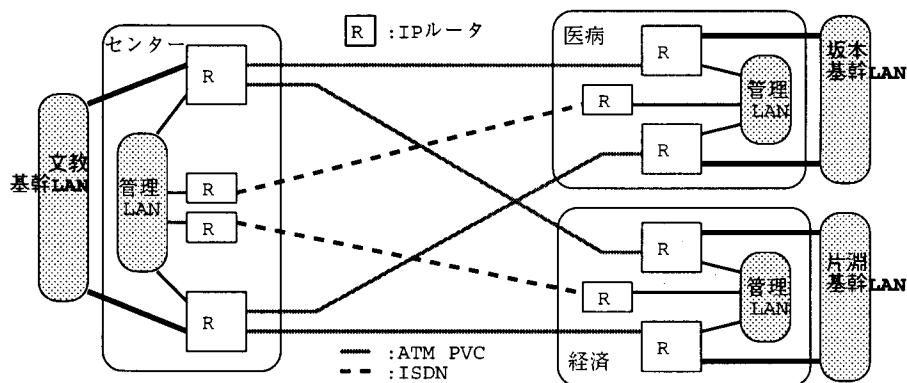 センター
R :IPルータ
医病
R
R
坂本
基幹LAN
管理
LAN
R
R
文教
基幹LAN
管理
LAN
R
R
R
片淵
基幹LAN
R
管理
LAN
R
R
経済
:ATM PVC
:ISDN